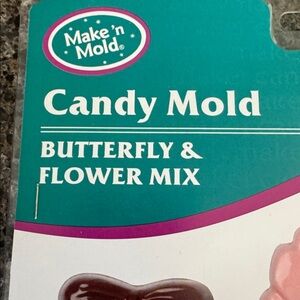 Make 'n
Mold®
Candy Mold
BUTTERFLY &
FLOWER MIX